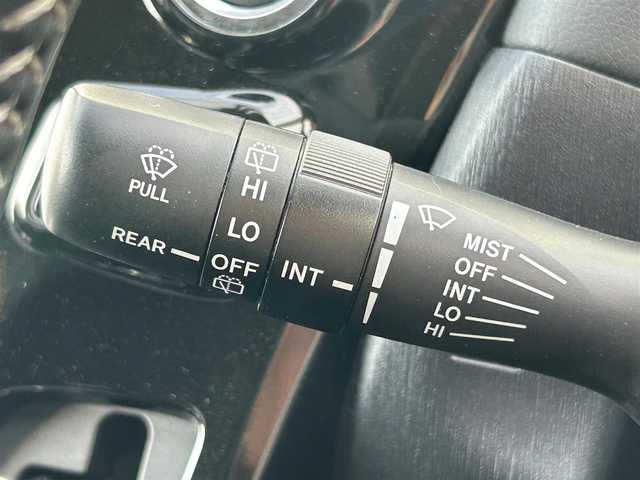 PULL
REAR
HI
LO
OFF
INT
MIST
OFF
INT
LO
HI